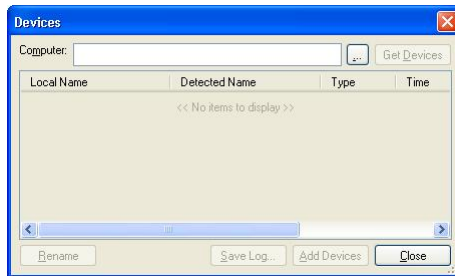 Devices
Computer: ... Get Devices
Local Name Detected Name Type Time
<< No items to display >>
Rename Save Log... Add Devices Close